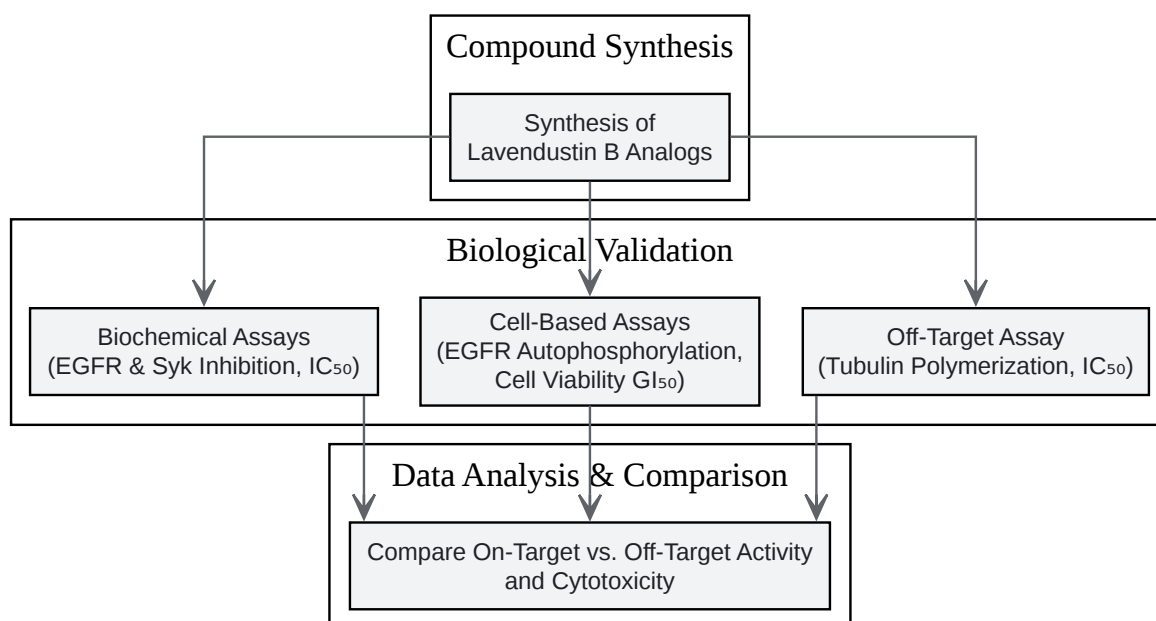 Compound Synthesis
Synthesis of
Lavendustin B Analogs
Biological Validation
Biochemical Assays
(EGFR & Syk Inhibition, IC₅₀)
Cell-Based Assays
(EGFR Autophosphorylation,
Cell Viability GI₅₀)
Off-Target Assay
(Tubulin Polymerization, IC₅₀)
Data Analysis & Comparison
Compare On-Target vs. Off-Target Activity
and Cytotoxicity